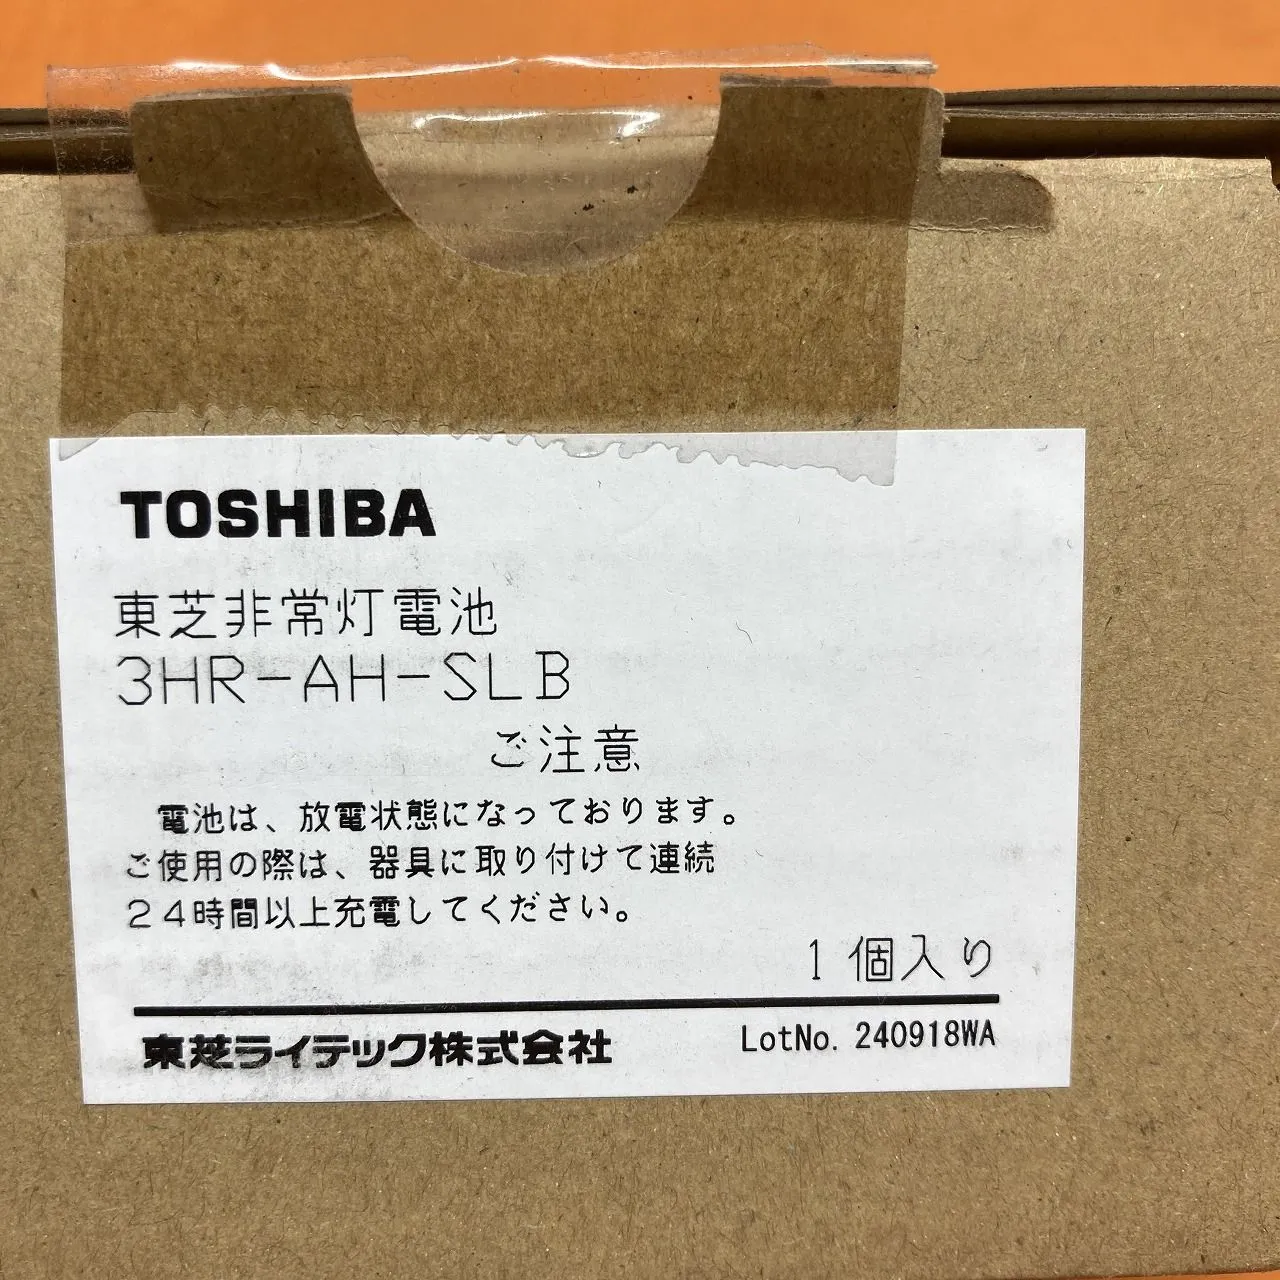 TOSHIBA
東芝非常灯電池
3HR-AH-SLB
ご注意
電池は、放電状態になっております。
ご使用の際は、器具に取り付けて連続
24時間以上充電してください。
1個入り
東芝ライテック株式会社
LotNo. 240918WA